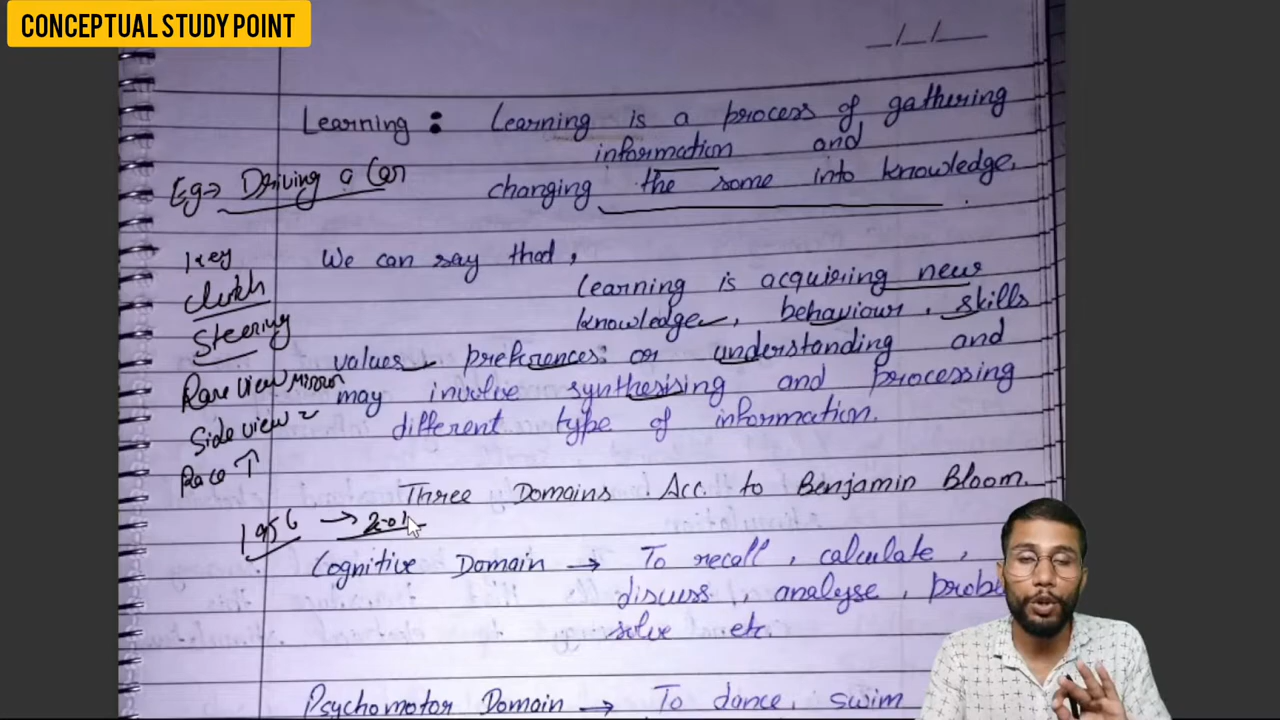 CONCEPTUAL STUDY POINT
_/_/_
Learning : Learning is a process of gathering
information and
Eg→ Driving a Car
changing the same into knowledge.
Key
We can say that,
Clutch
learning is acquiring new
knowledge, behaviour, skills
Steering
values preferences or understanding and
Rare view mirror
may involve synthesising and processing
Side view
different type of information.
Race ↑
Three Domains Acc. to Benjamin Bloom.
1956 → 2001
Cognitive Domain → To recall, calculate,
discuss, analyse,
solve etc.
Psychomotor Domain → To dance, swim